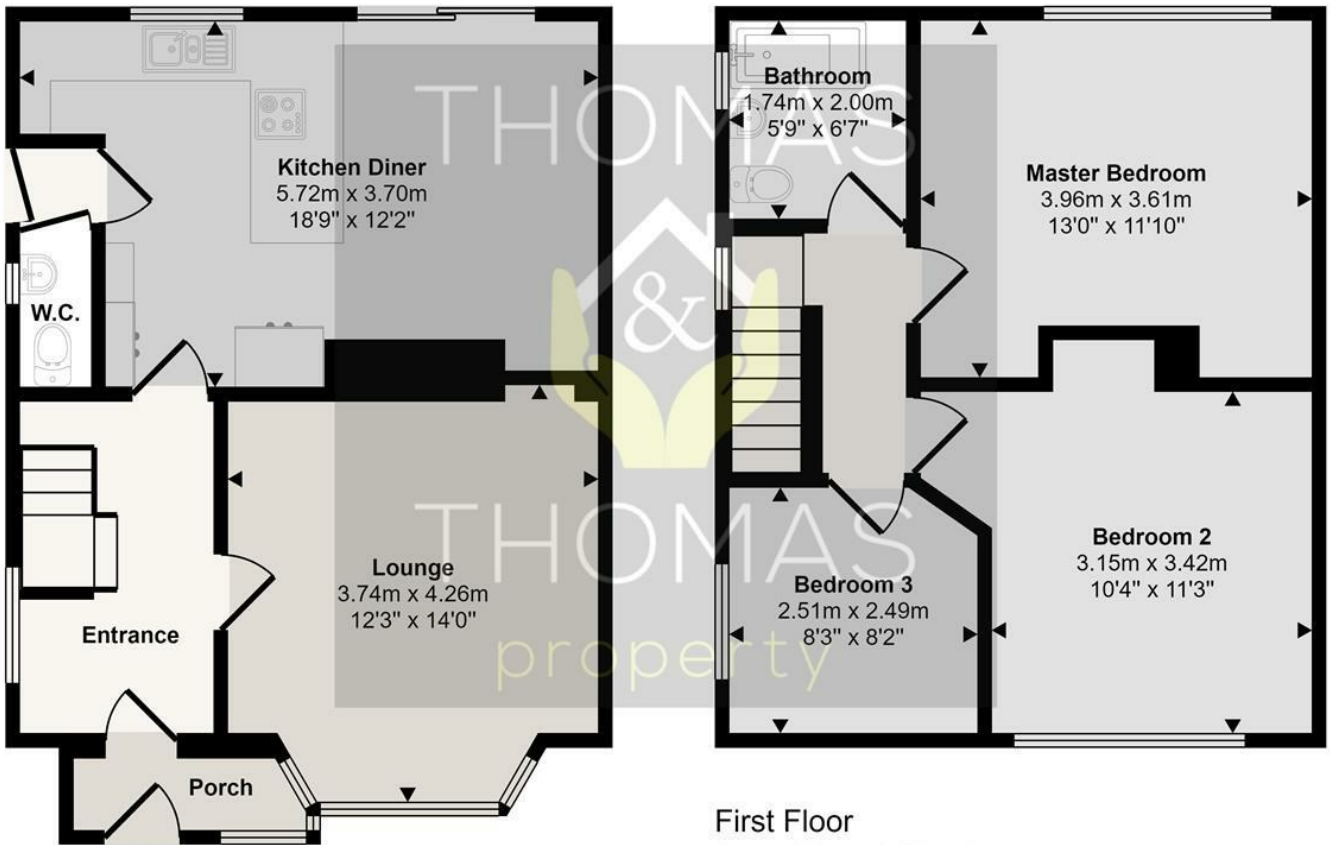 Kitchen Diner
5.72m x 3.70m
18'9" x 12'2"
W.C.
Lounge
3.74m x 4.26m
12'3" x 14'0"
Entrance
Porch
Bathroom
1.74m x 2.00m
5'9" x 6'7"
Master Bedroom
3.96m x 3.61m
13'0" x 11'10"
Bedroom 2
3.15m x 3.42m
10'4" x 11'3"
Bedroom 3
2.51m x 2.49m
8'3" x 8'2"
First Floor
THOMAS
&
THOMAS
property